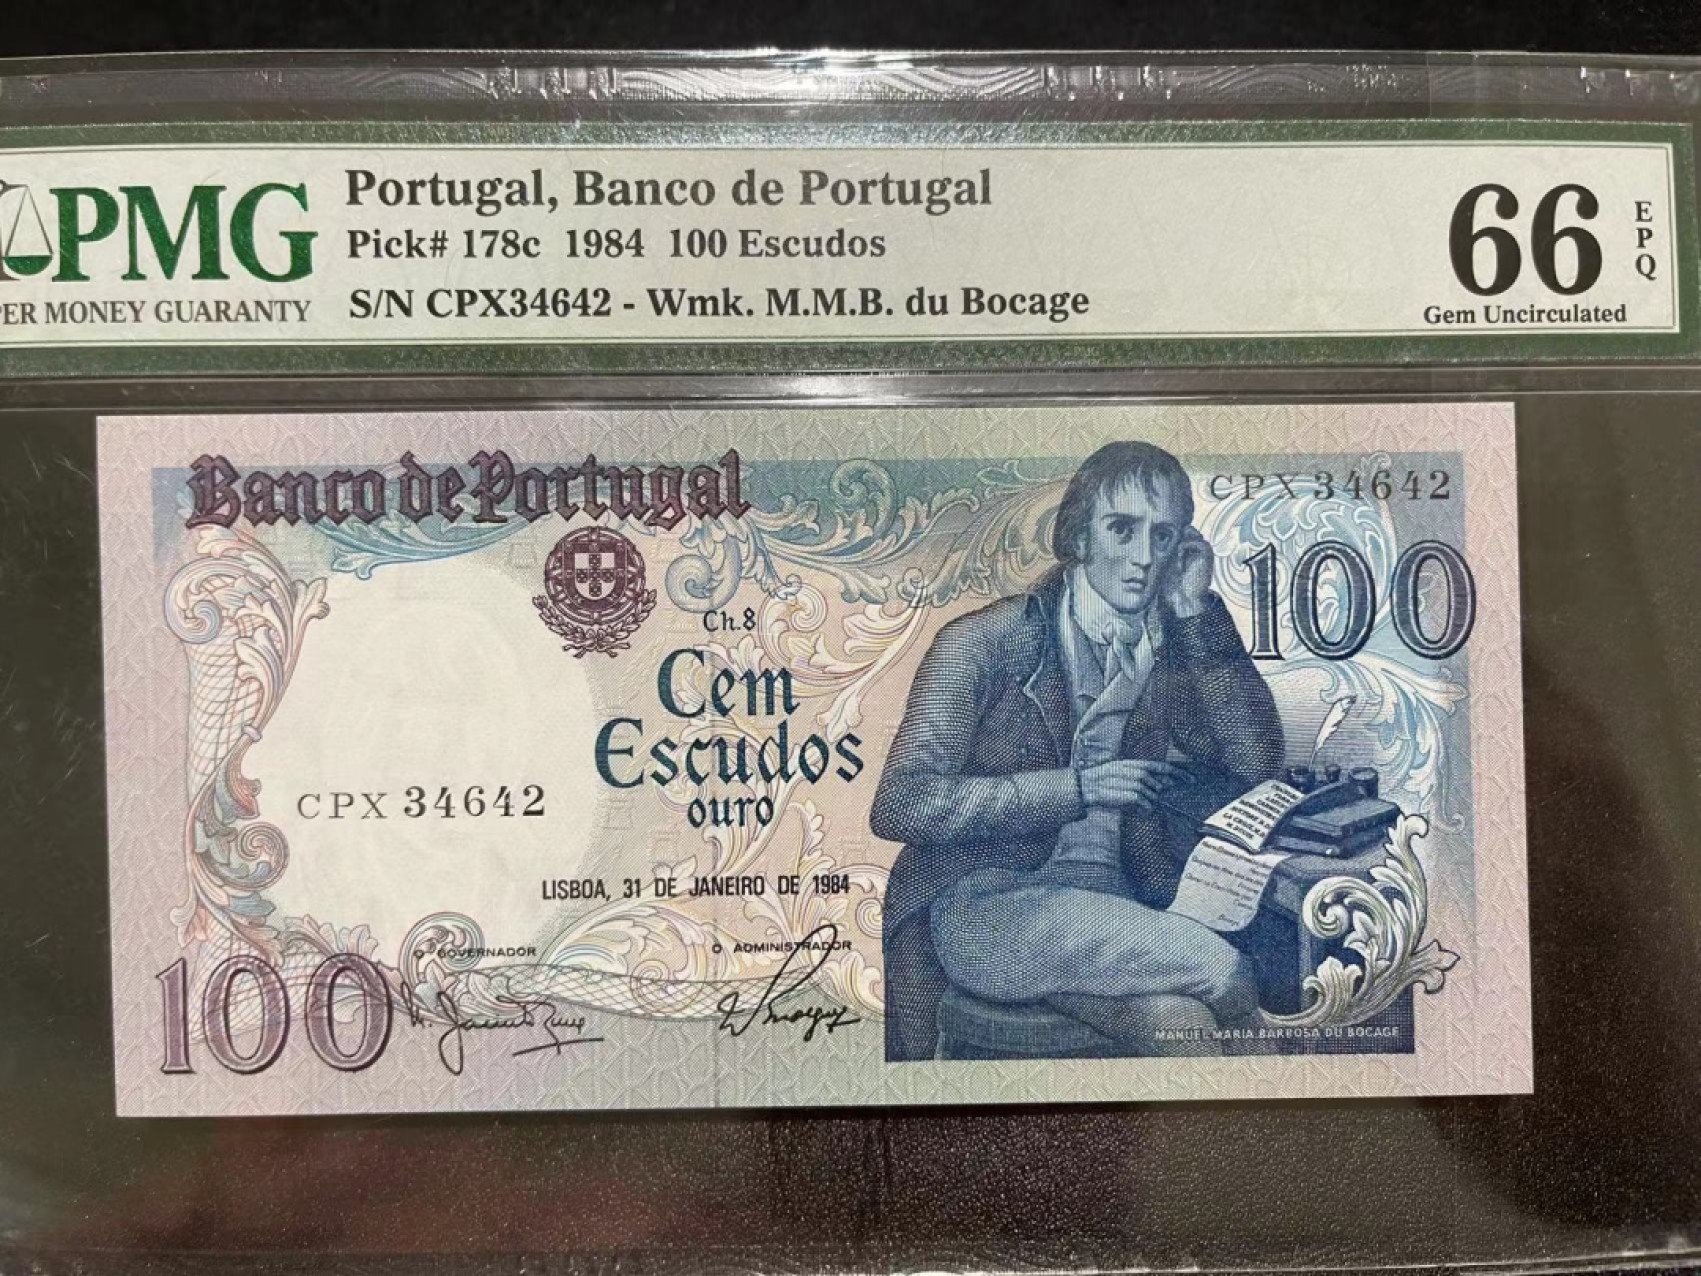 PMG
ER MONEY GUARANTY
Portugal, Banco de Portugal
Pick# 178c 1984 100 Escudos
S/N CPX34642 - Wmk. M.M.B. du Bocage
66
EPQ
Gem Uncirculated
Banco de Portugal
CPX 34642
100
Ch.8
Cem
Escudos
ouro
CPX 34642
LISBOA, 31 DE JANEIRO DE 1984
O GOVERNADOR
O ADMINISTRADOR
100
MANUEL MARIA BARBOSA DU BOCAGE